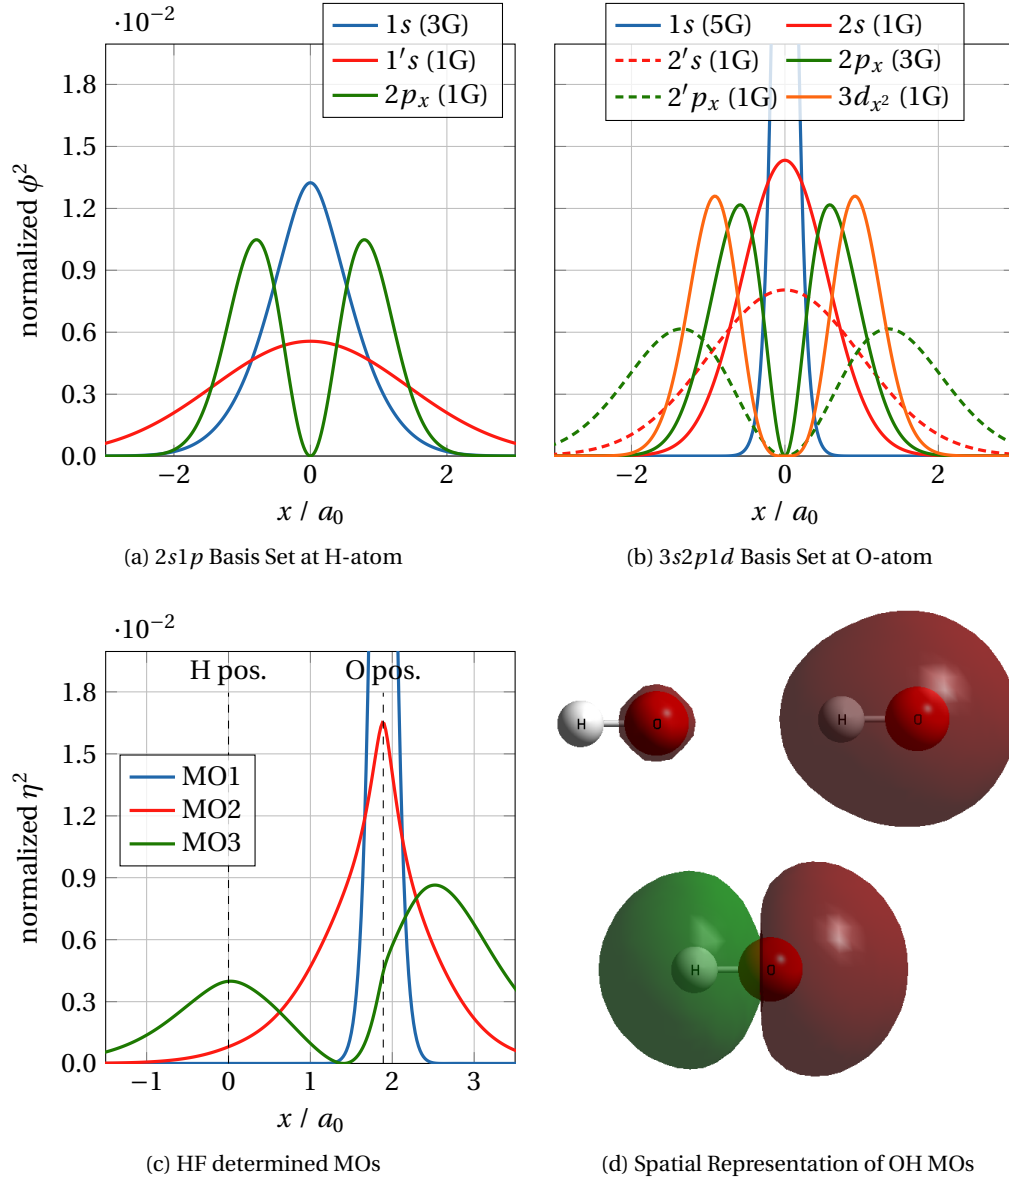 ·10⁻²
1s (3G)
1′s (1G)
2pₓ (1G)
normalized ϕ²
1.8
1.5
1.2
0.9
0.6
0.3
0.0
−2 0 2
x / a₀
(a) 2s1p Basis Set at H-atom
1s (5G) 2s (1G)
2′s (1G) 2pₓ (3G)
2′pₓ (1G) 3dₓ² (1G)
−2 0 2
x / a₀
(b) 3s2p1d Basis Set at O-atom
·10⁻²
H pos. O pos.
MO1
MO2
MO3
normalized η²
1.8
1.5
1.2
0.9
0.6
0.3
0.0
−1 0 1 2 3
x / a₀
(c) HF determined MOs
H O
H O
H O
(d) Spatial Representation of OH MOs